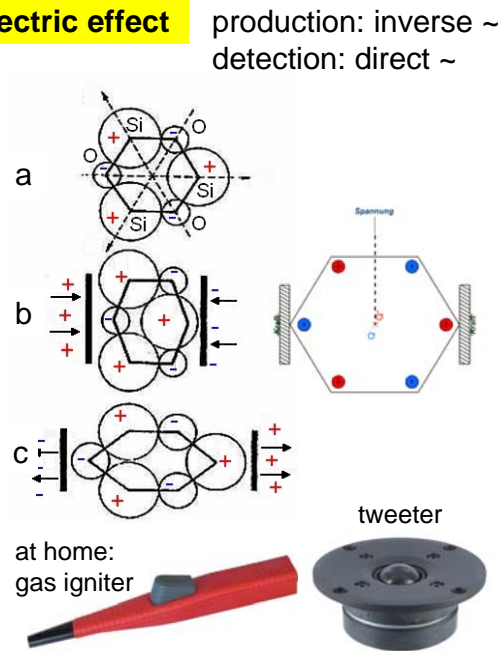 ectric effect production: inverse ~
detection: direct ~
a
Si
+
-
O
O
-
+
Si
+
Si
-
O
Spannung
b
+
+
+
+
-
-
+
+
-
-
-
-
c
-
-
-
+
-
-
+
-
+
+
+
+
tweeter
at home:
gas igniter